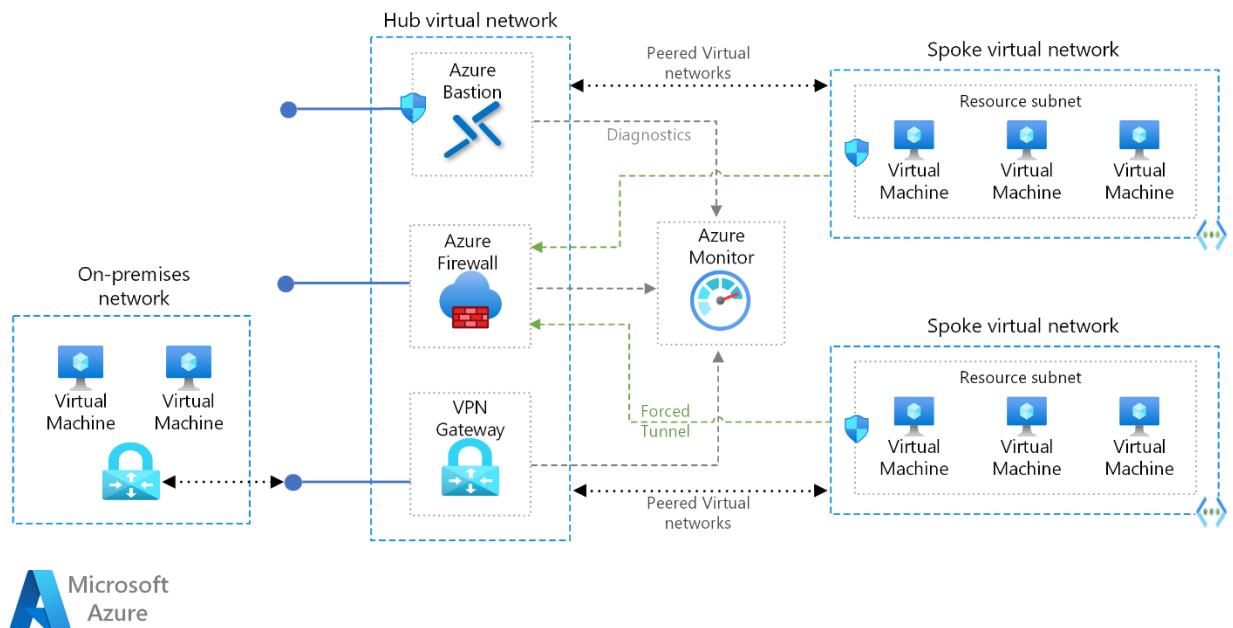 Hub virtual network
Azure
Bastion
Peered Virtual
networks
Spoke virtual network
Resource subnet
Virtual
Machine
Virtual
Machine
Virtual
Machine
Diagnostics
Azure
Firewall
Azure
Monitor
On-premises
network
Virtual
Machine
Virtual
Machine
Spoke virtual network
Resource subnet
Virtual
Machine
Virtual
Machine
Virtual
Machine
VPN
Gateway
Forced
Tunnel
Peered Virtual
networks
Microsoft
Azure